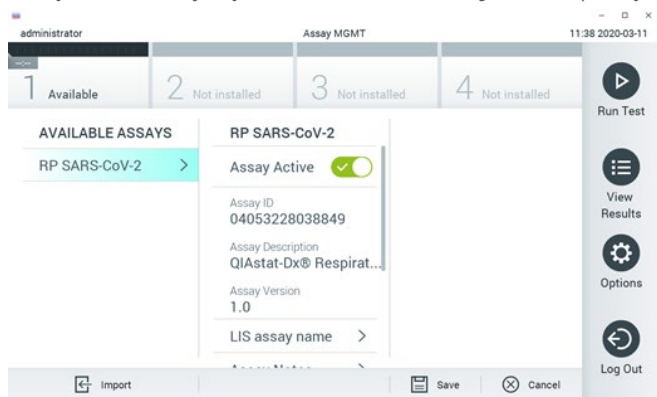 administrator
Assay MGMT
11:38 2020-03-11
1 Available
2 Not installed
3 Not installed
4 Not installed
Run Test
AVAILABLE ASSAYS
RP SARS-CoV-2
RP SARS-CoV-2
Assay Active
Assay ID
04053228038849
Assay Description
QIAstat-Dx® Respirat...
Assay Version
1.0
LIS assay name
View
Results
Options
Log Out
Import
Save
Cancel